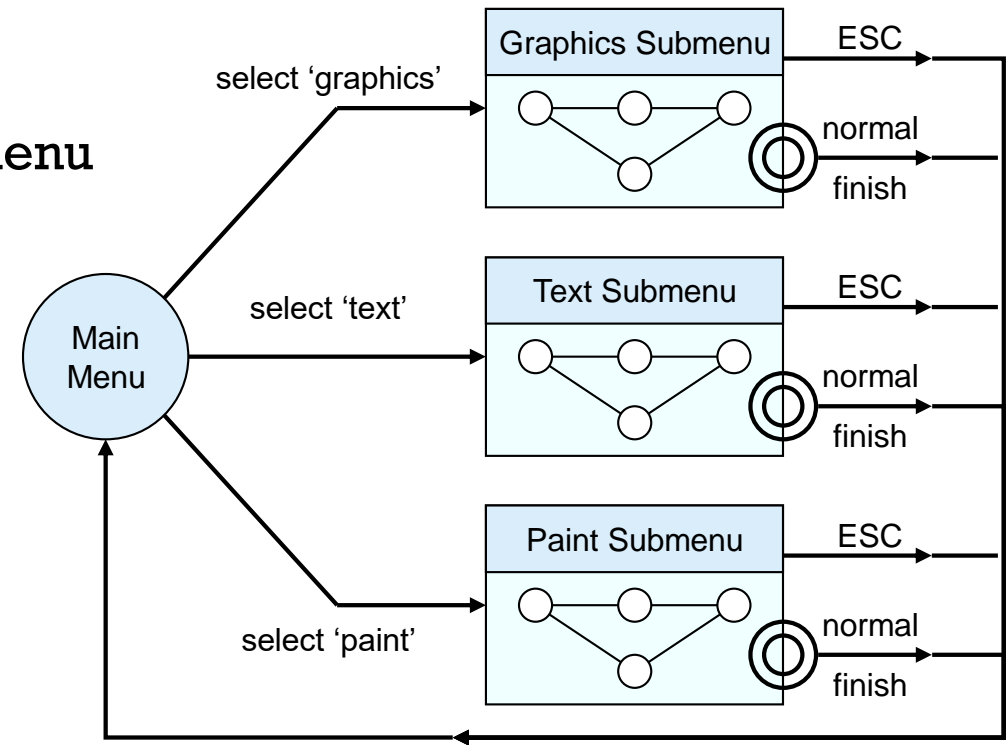 Graphics Submenu
ESC
select ‘graphics’
normal
finish
Text Submenu
ESC
select ‘text’
normal
finish
Main
Menu
Paint Submenu
ESC
select ‘paint’
normal
finish